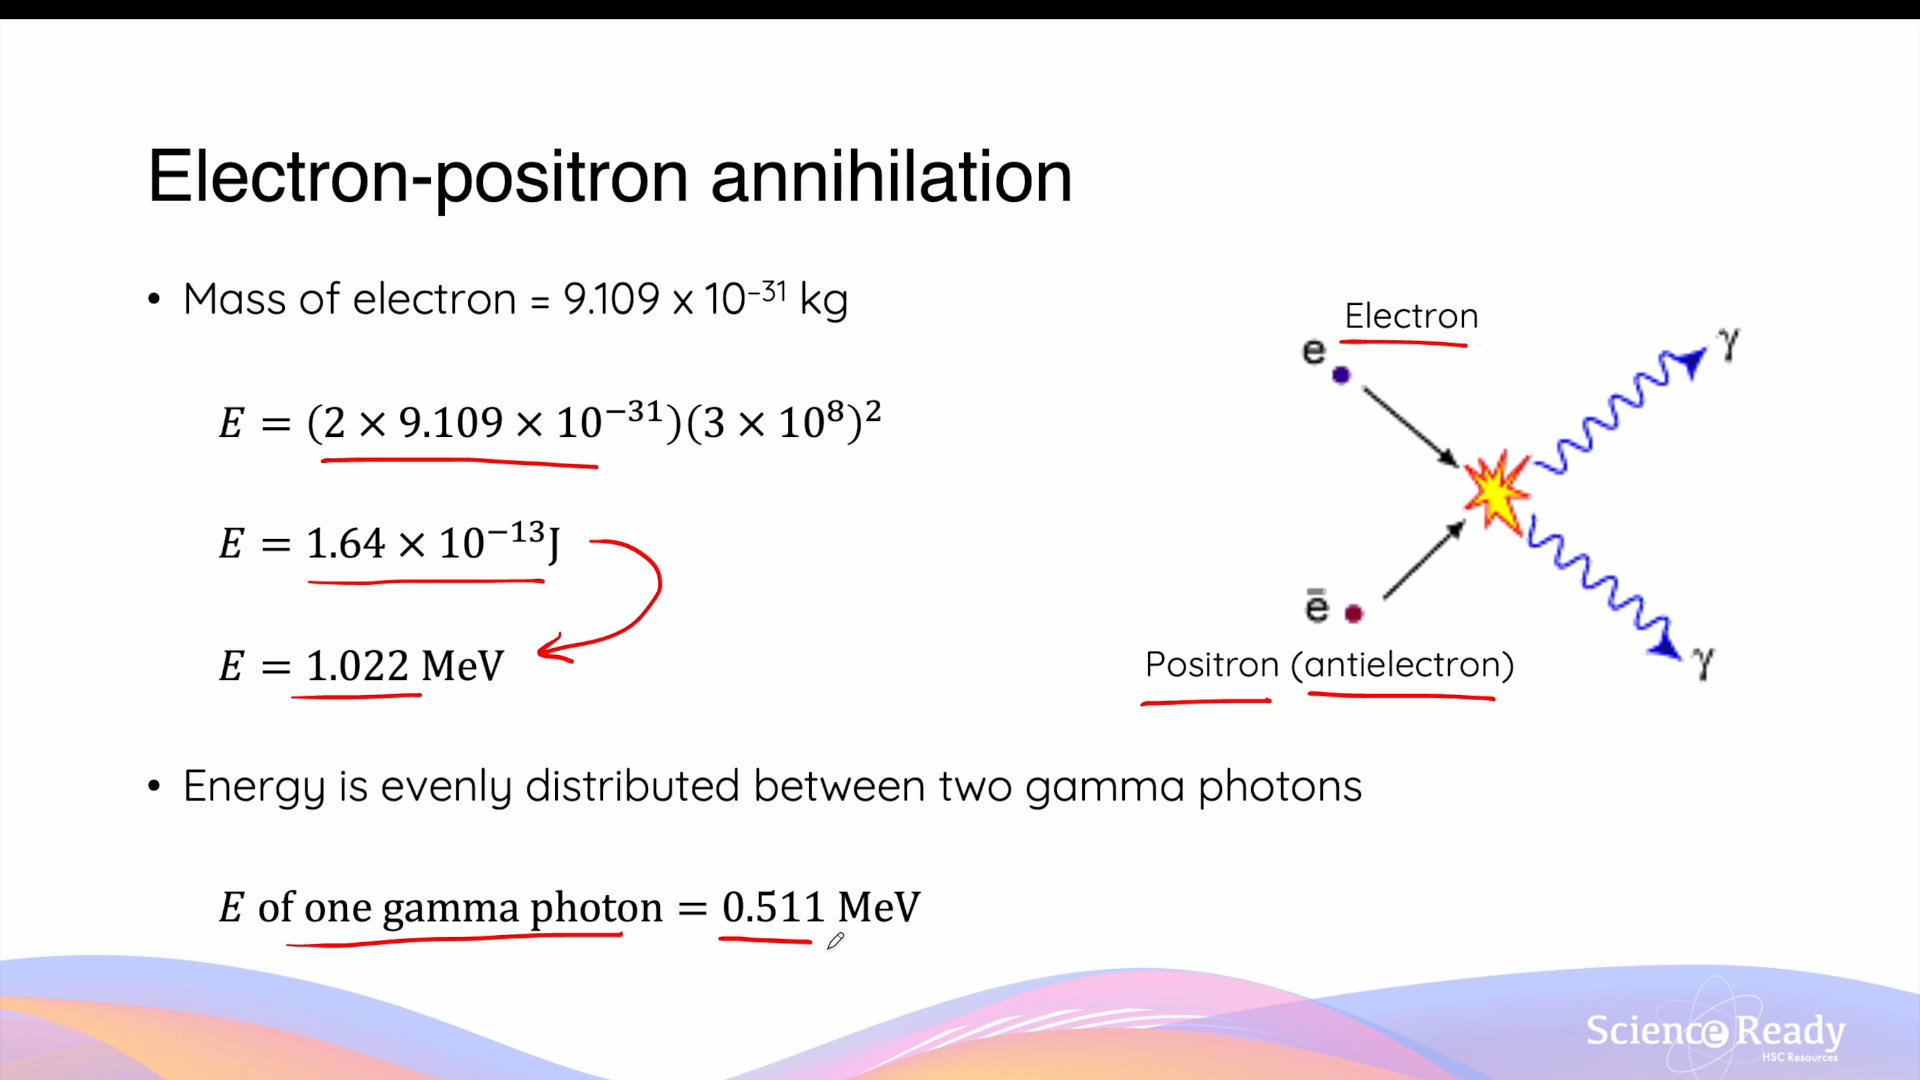 Electron-positron annihilation
• Mass of electron = 9.109 x 10⁻³¹ kg
E = (2 × 9.109 × 10⁻³¹)(3 × 10⁸)²
E = 1.64 × 10⁻¹³J
E = 1.022 MeV
Electron
e
γ
ē
γ
Positron (antielectron)
• Energy is evenly distributed between two gamma photons
E of one gamma photon = 0.511 MeV
Science Ready
HSC Resources